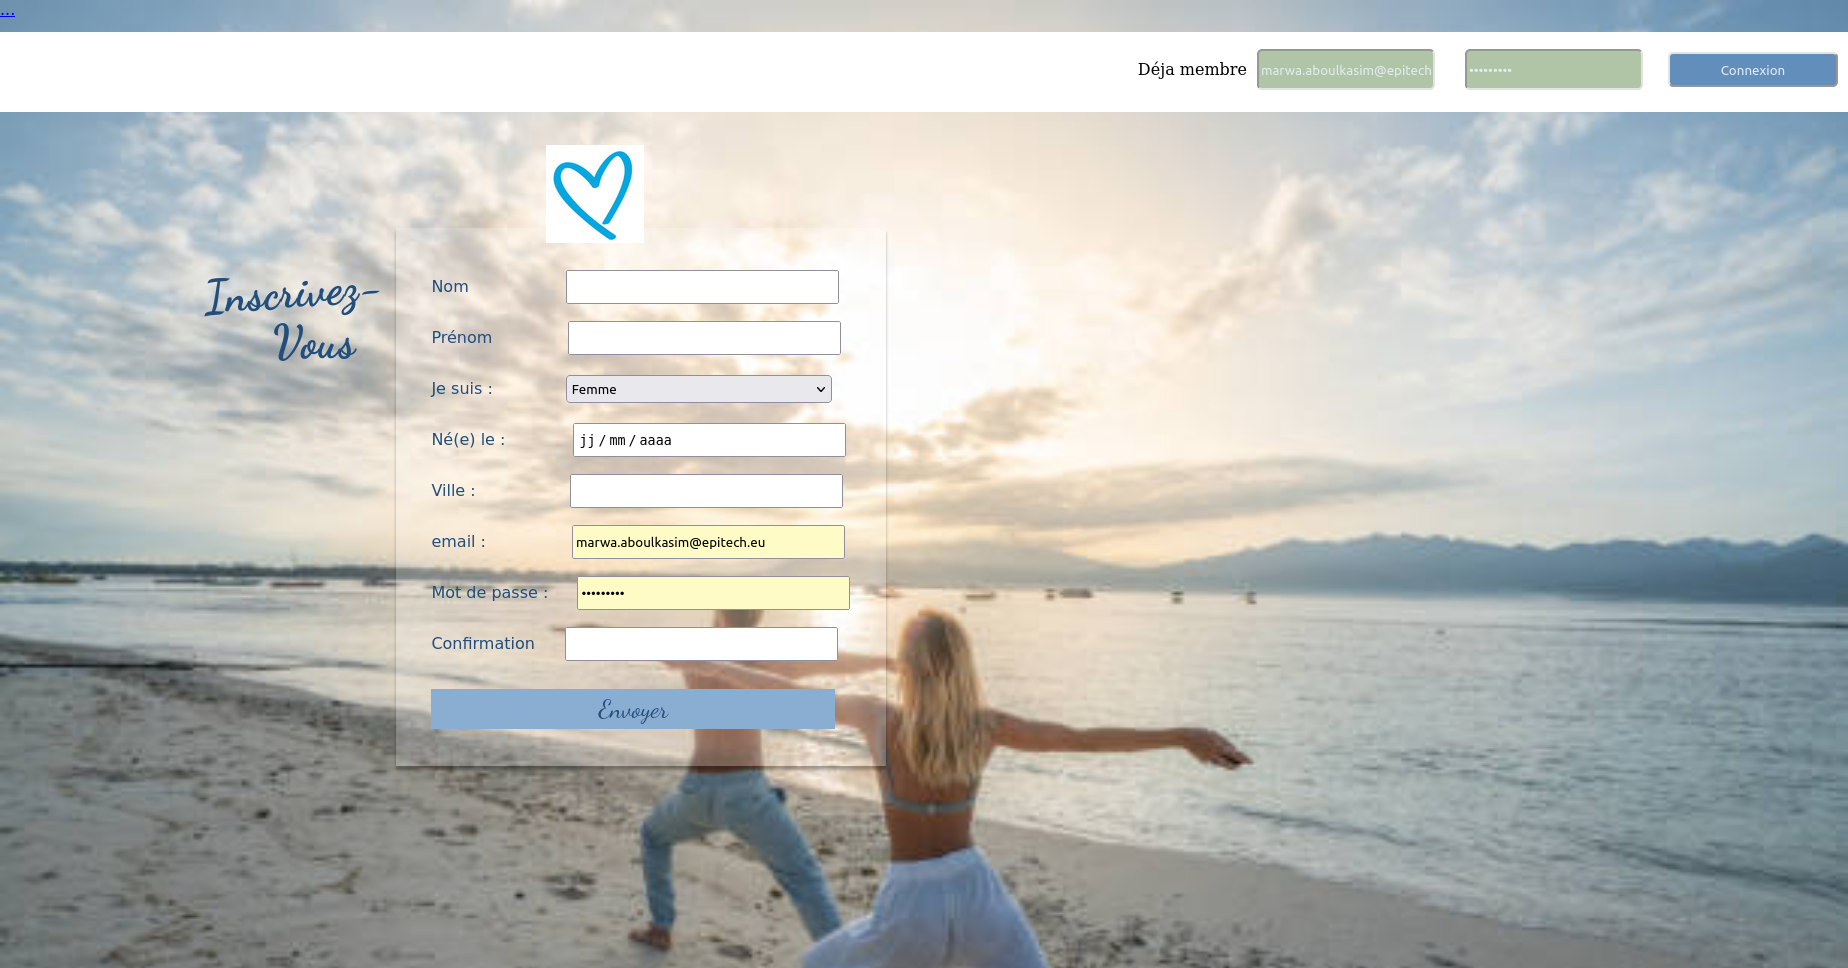 ...
Déja membre marwa.aboulkasim@epitech ••••••••• Connexion
Inscrivez-
Vous
Nom
Prénom
Je suis : Femme
Né(e) le : jj / mm / aaaa
Ville :
email : marwa.aboulkasim@epitech.eu
Mot de passe : •••••••••
Confirmation
Envoyer